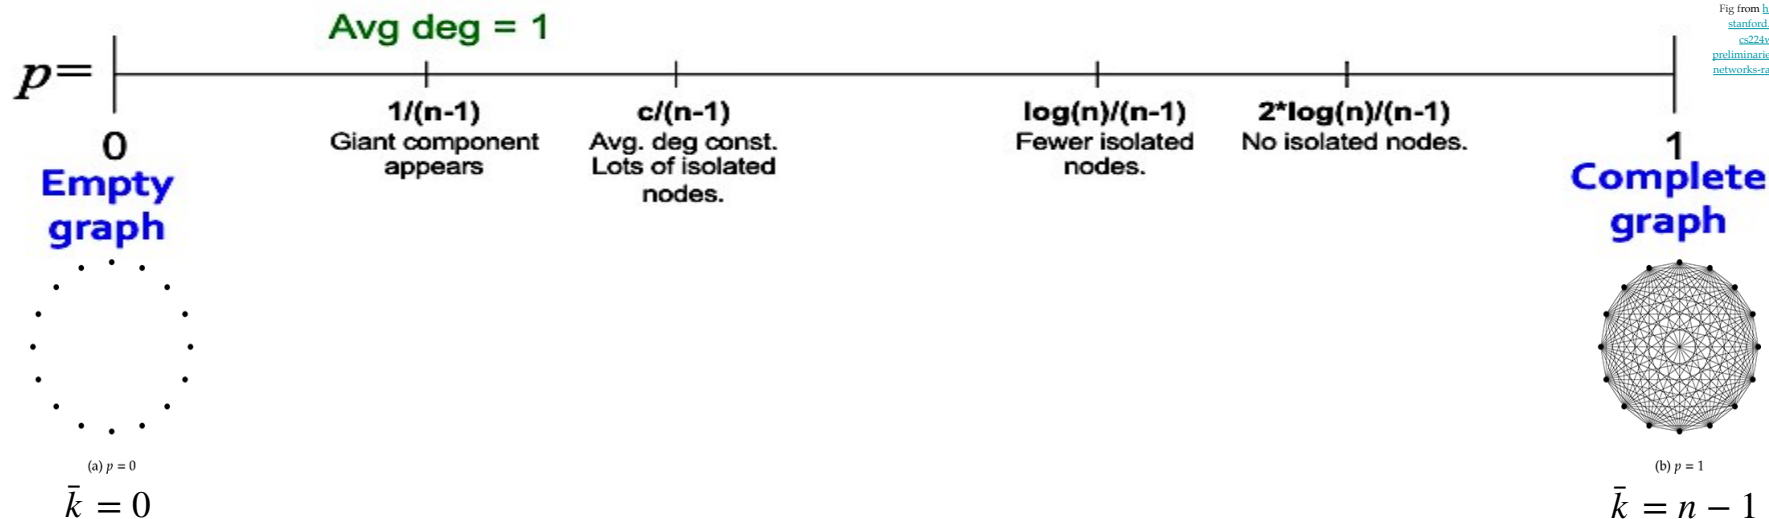 Fig from h
stanford.
cs224w
preliminarie
networks-ra
Avg deg = 1
p=
0
Empty
graph
1/(n-1)
Giant component
appears
c/(n-1)
Avg. deg const.
Lots of isolated
nodes.
log(n)/(n-1)
Fewer isolated
nodes.
2*log(n)/(n-1)
No isolated nodes.
1
Complete
graph
(a) p = 0
k̄ = 0
(b) p = 1
k̄ = n − 1